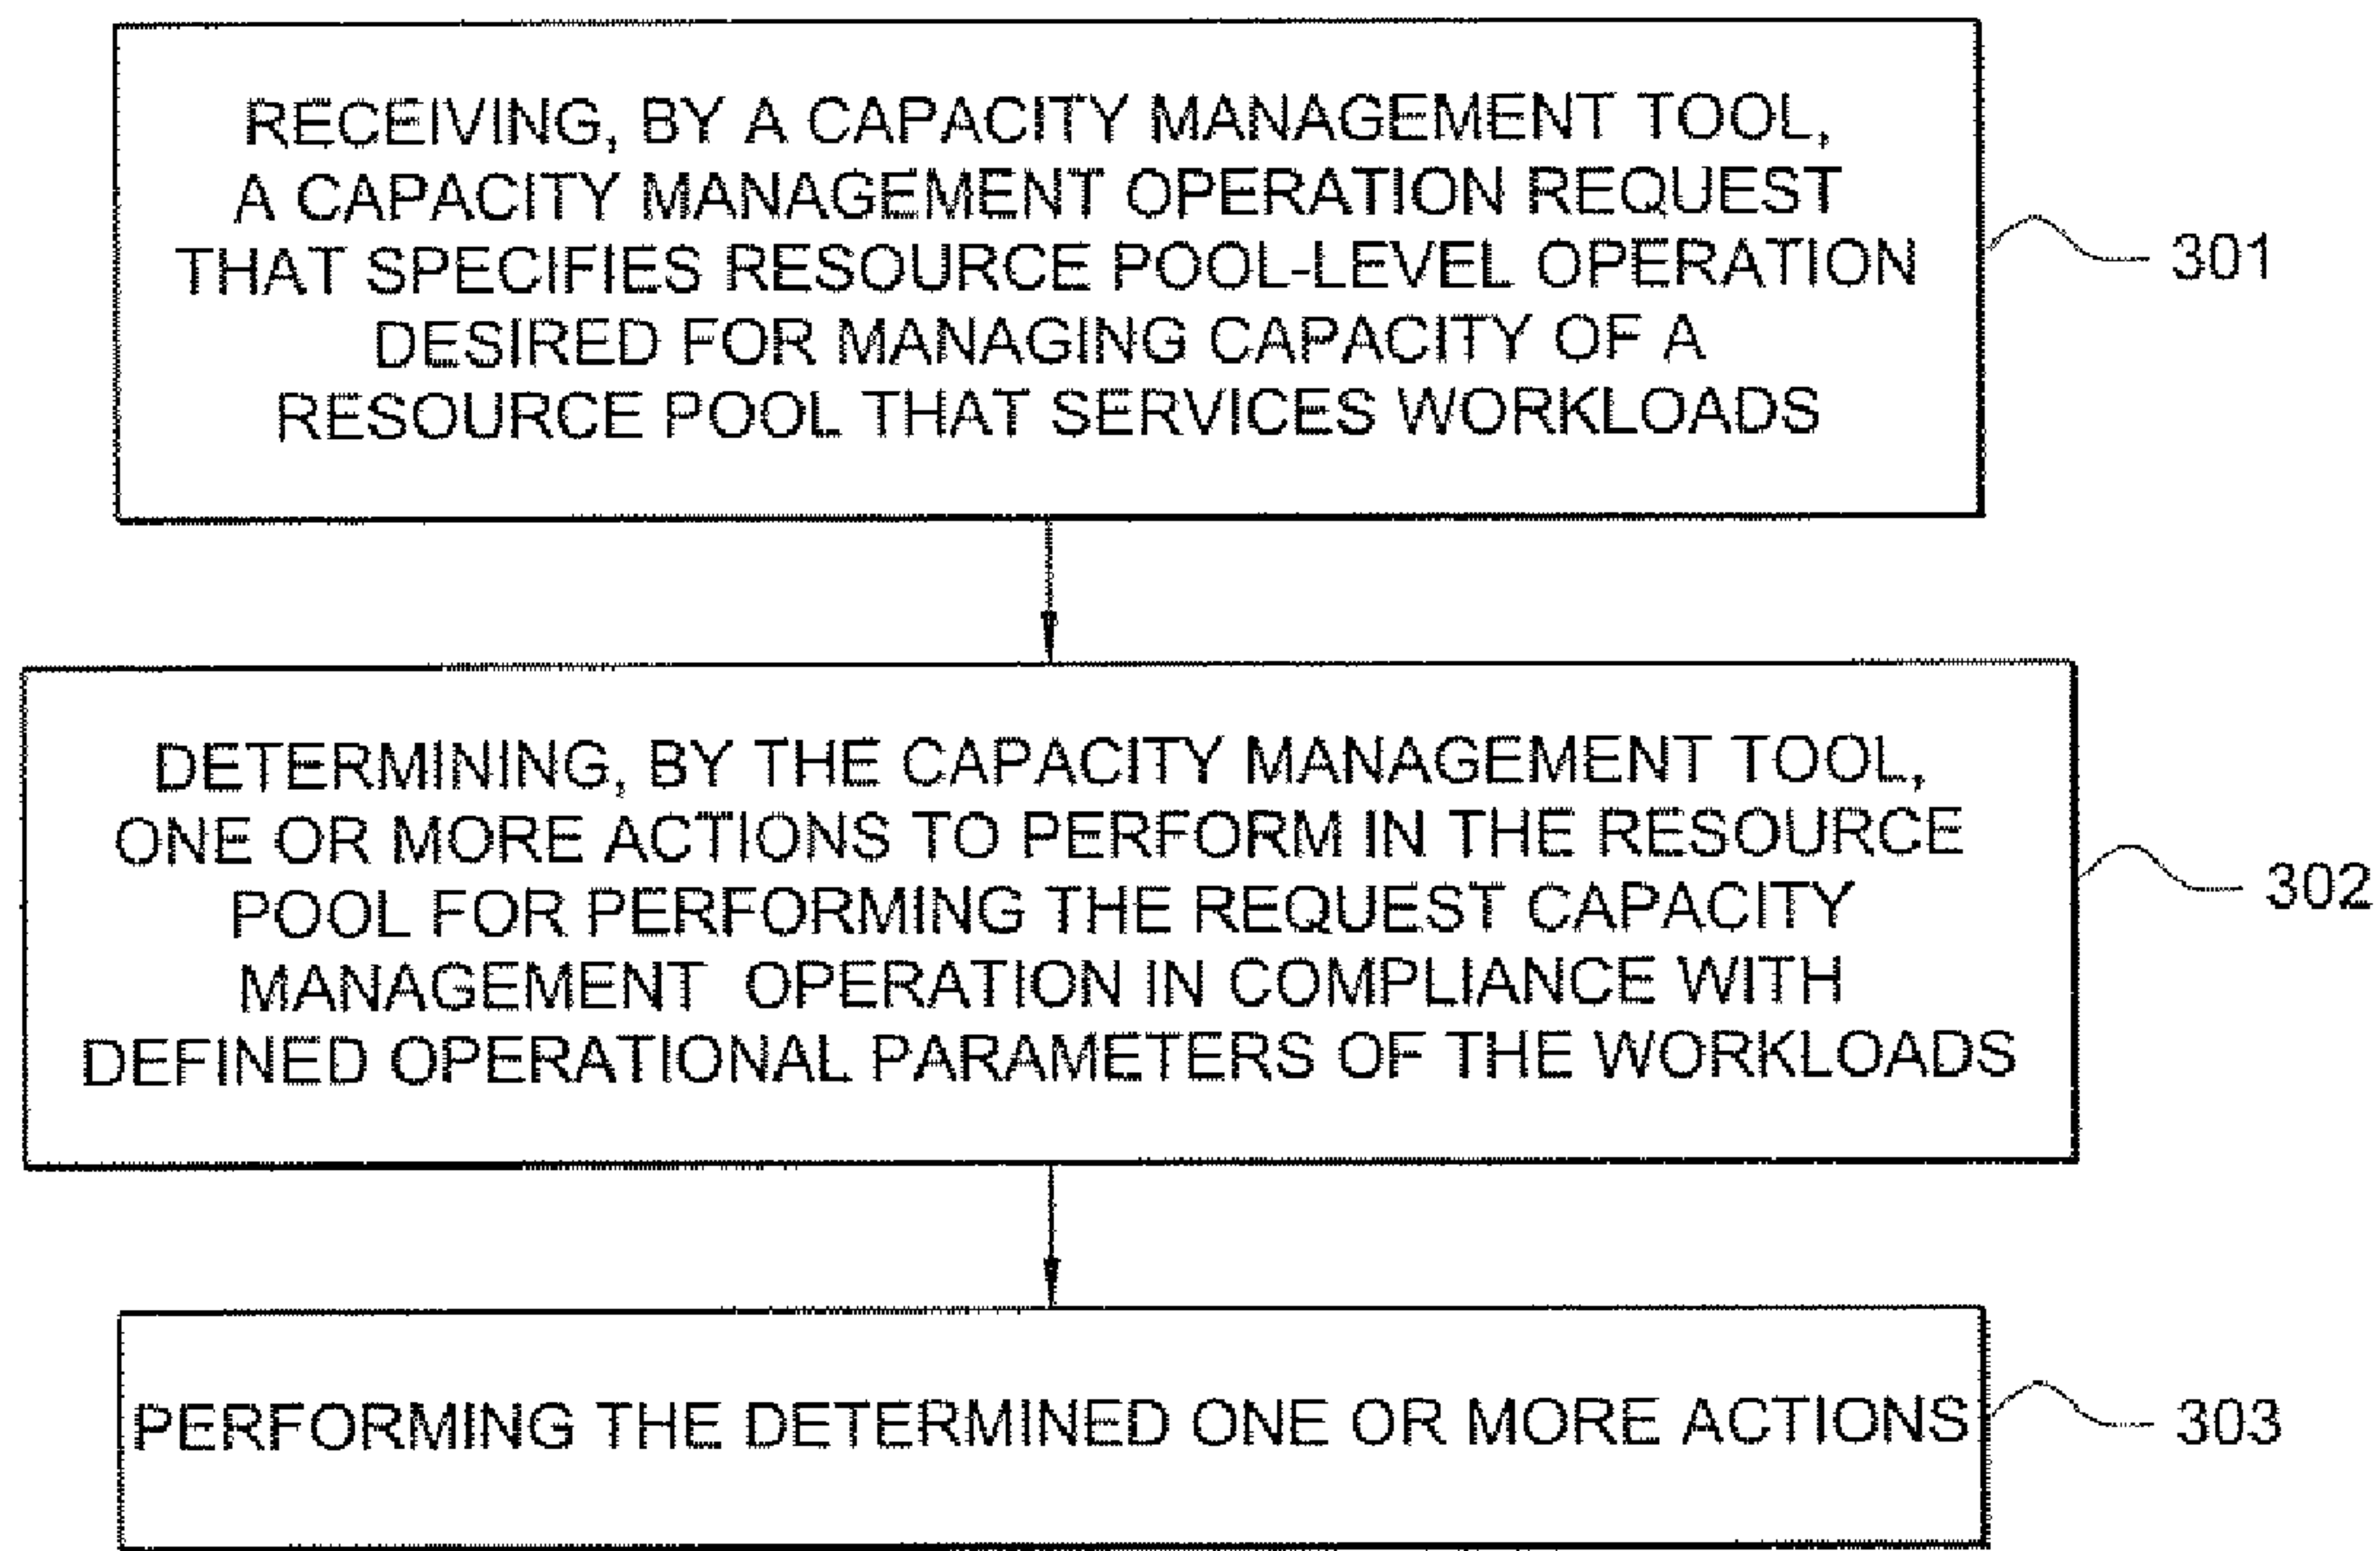 RECEIVING, BY A CAPACITY MANAGEMENT TOOL,
A CAPACITY MANAGEMENT OPERATION REQUEST
THAT SPECIFIES RESOURCE POOL-LEVEL OPERATION
DESIRED FOR MANAGING CAPACITY OF A
RESOURCE POOL THAT SERVICES WORKLOADS
301
DETERMINING, BY THE CAPACITY MANAGEMENT TOOL,
ONE OR MORE ACTIONS TO PERFORM IN THE RESOURCE
POOL FOR PERFORMING THE REQUEST CAPACITY
MANAGEMENT OPERATION IN COMPLIANCE WITH
DEFINED OPERATIONAL PARAMETERS OF THE WORKLOADS
302
PERFORMING THE DETERMINED ONE OR MORE ACTIONS
303